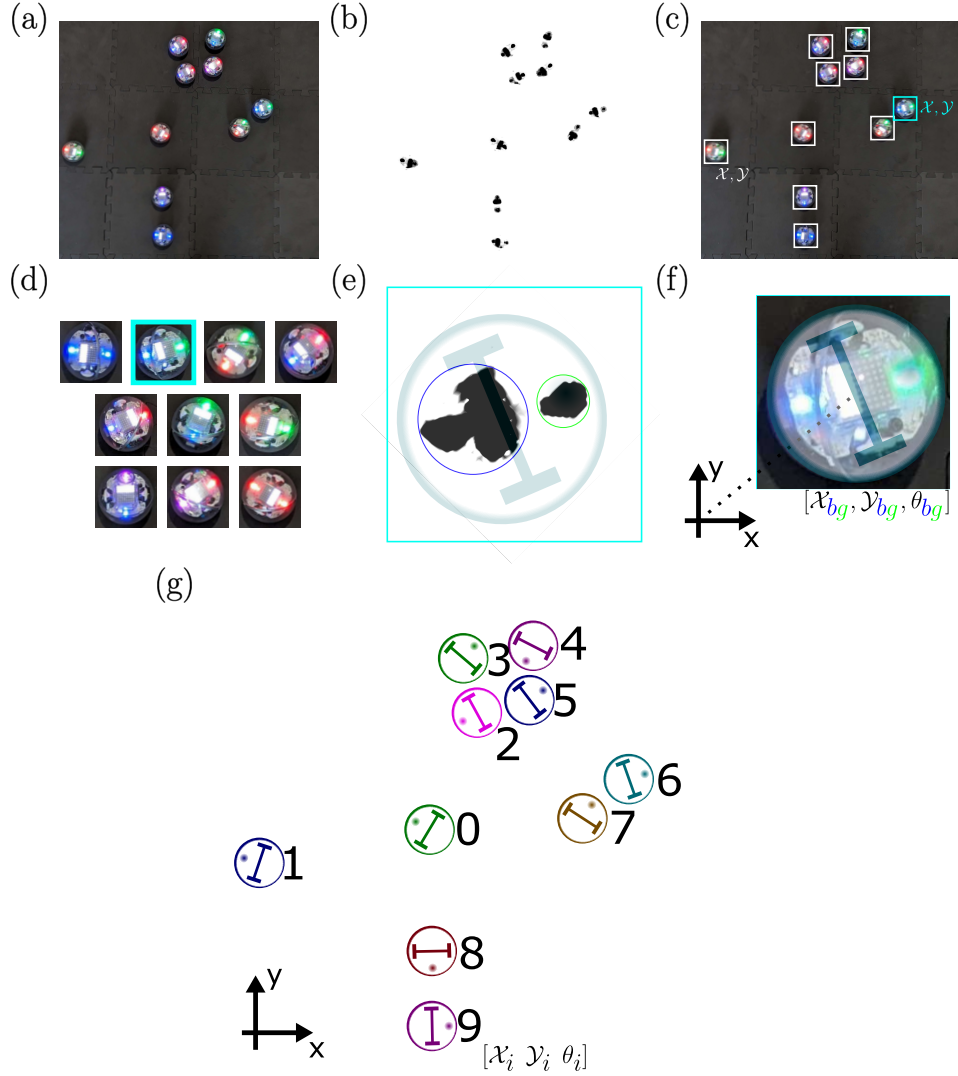 (a)
(b)
(c)
𝒳, 𝒴
𝒳, 𝒴
(d)
(e)
(f)
y
x
[𝒳bg, 𝒴bg, θbg]
(g)
3
4
2
5
6
7
0
1
8
9
y
x
[𝒳i 𝒴i θi]